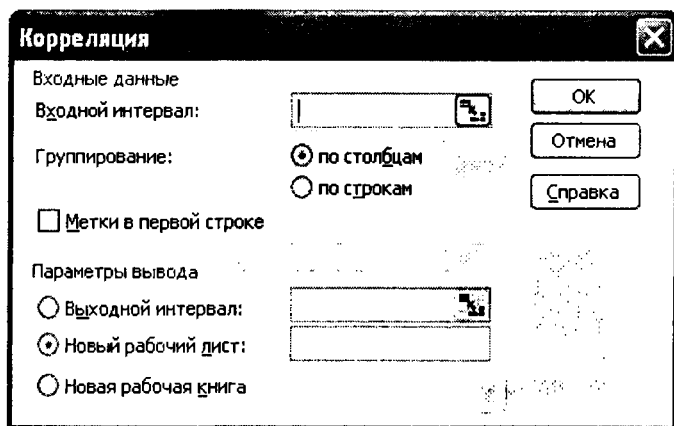 Корреляция
Входные данные
Входной интервал:
OK
Группирование:
по столбцам
Отмена
по строкам
Справка
Метки в первой строке
Параметры вывода
Выходной интервал:
Новый рабочий лист:
Новая рабочая книга